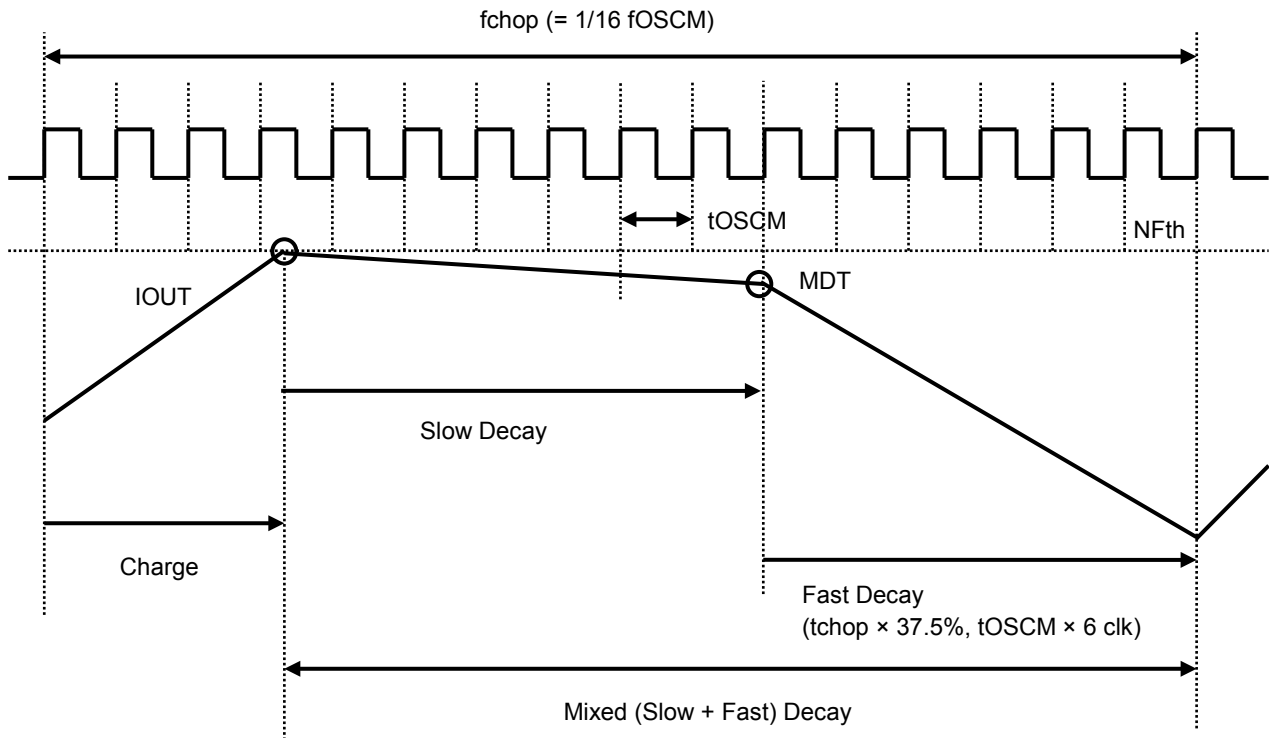 fchop (= 1/16 fOSCM)
tOSCM
NFth
IOUT
MDT
Slow Decay
Charge
Fast Decay
(tchop × 37.5%, tOSCM × 6 clk)
Mixed (Slow + Fast) Decay